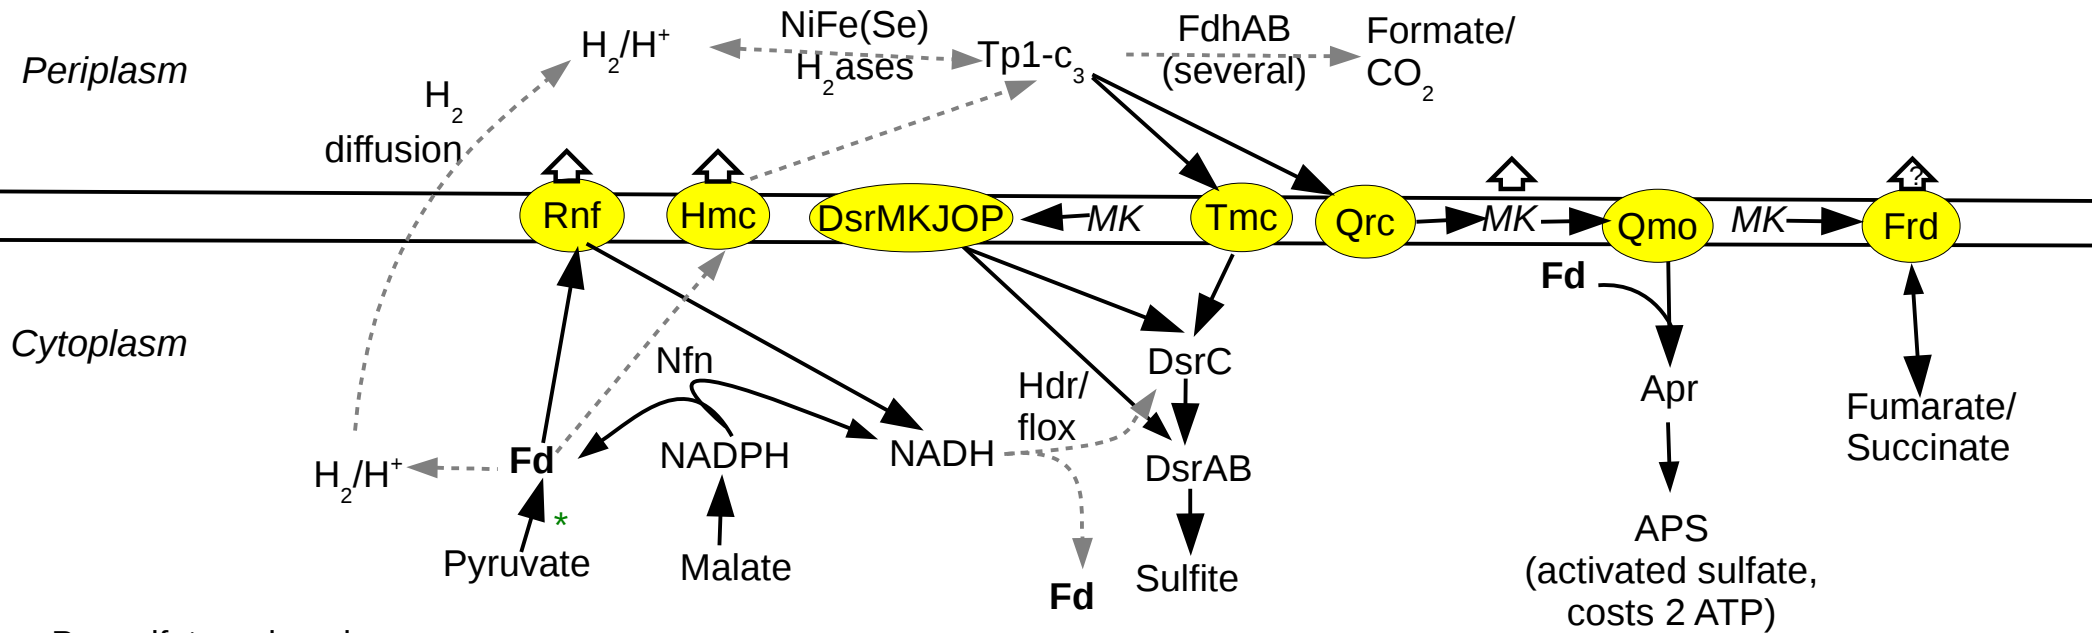 Periplasm
H2/H+
NiFe(Se)
H2ases
Tp1-c3
FdhAB
(several)
Formate/
CO2
H2
diffusion
Rnf
Hmc
DsrMKJOP
MK
Tmc
Qrc
MK
Qmo
MK
Frd
?
Cytoplasm
Fd
Nfn
Hdr/
flox
DsrC
Apr
Fumarate/
Succinate
H2/H+
Fd
NADPH
NADH
DsrAB
*
Pyruvate
Malate
Fd
Sulfite
APS
(activated sulfate,
costs 2 ATP)